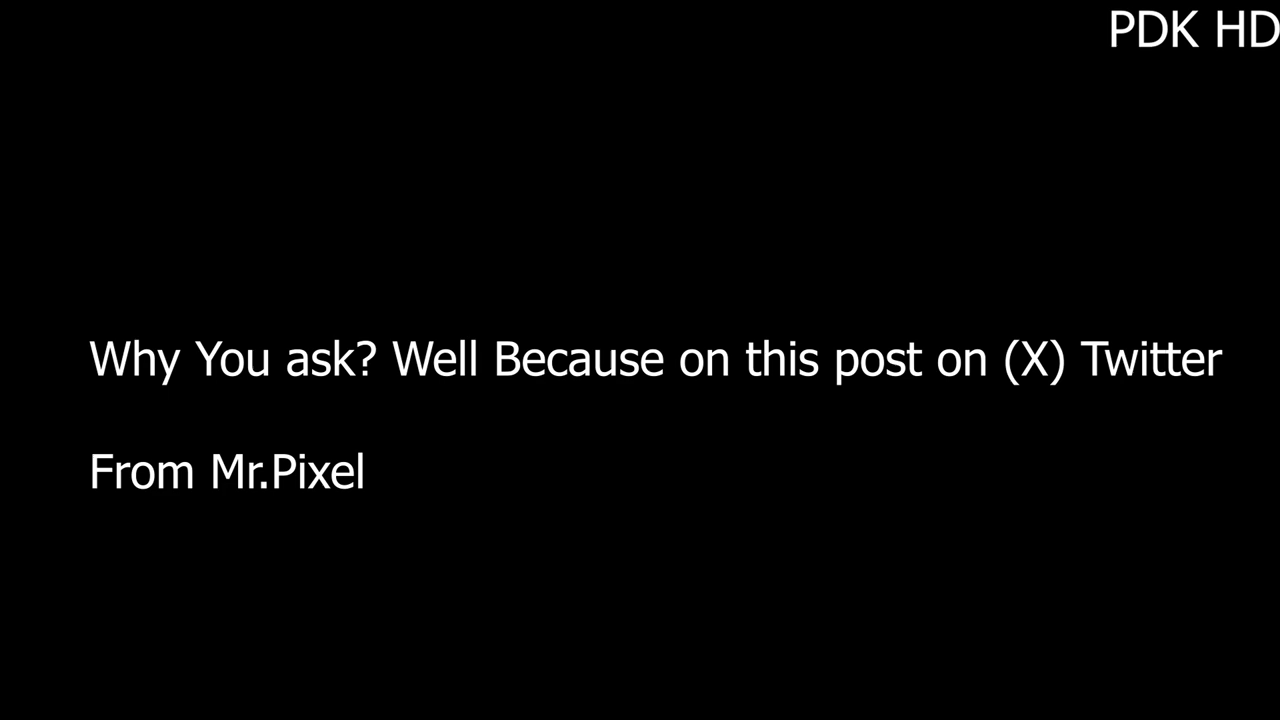 PDK HD
Why You ask? Well Because on this post on (X) Twitter
From Mr.Pixel